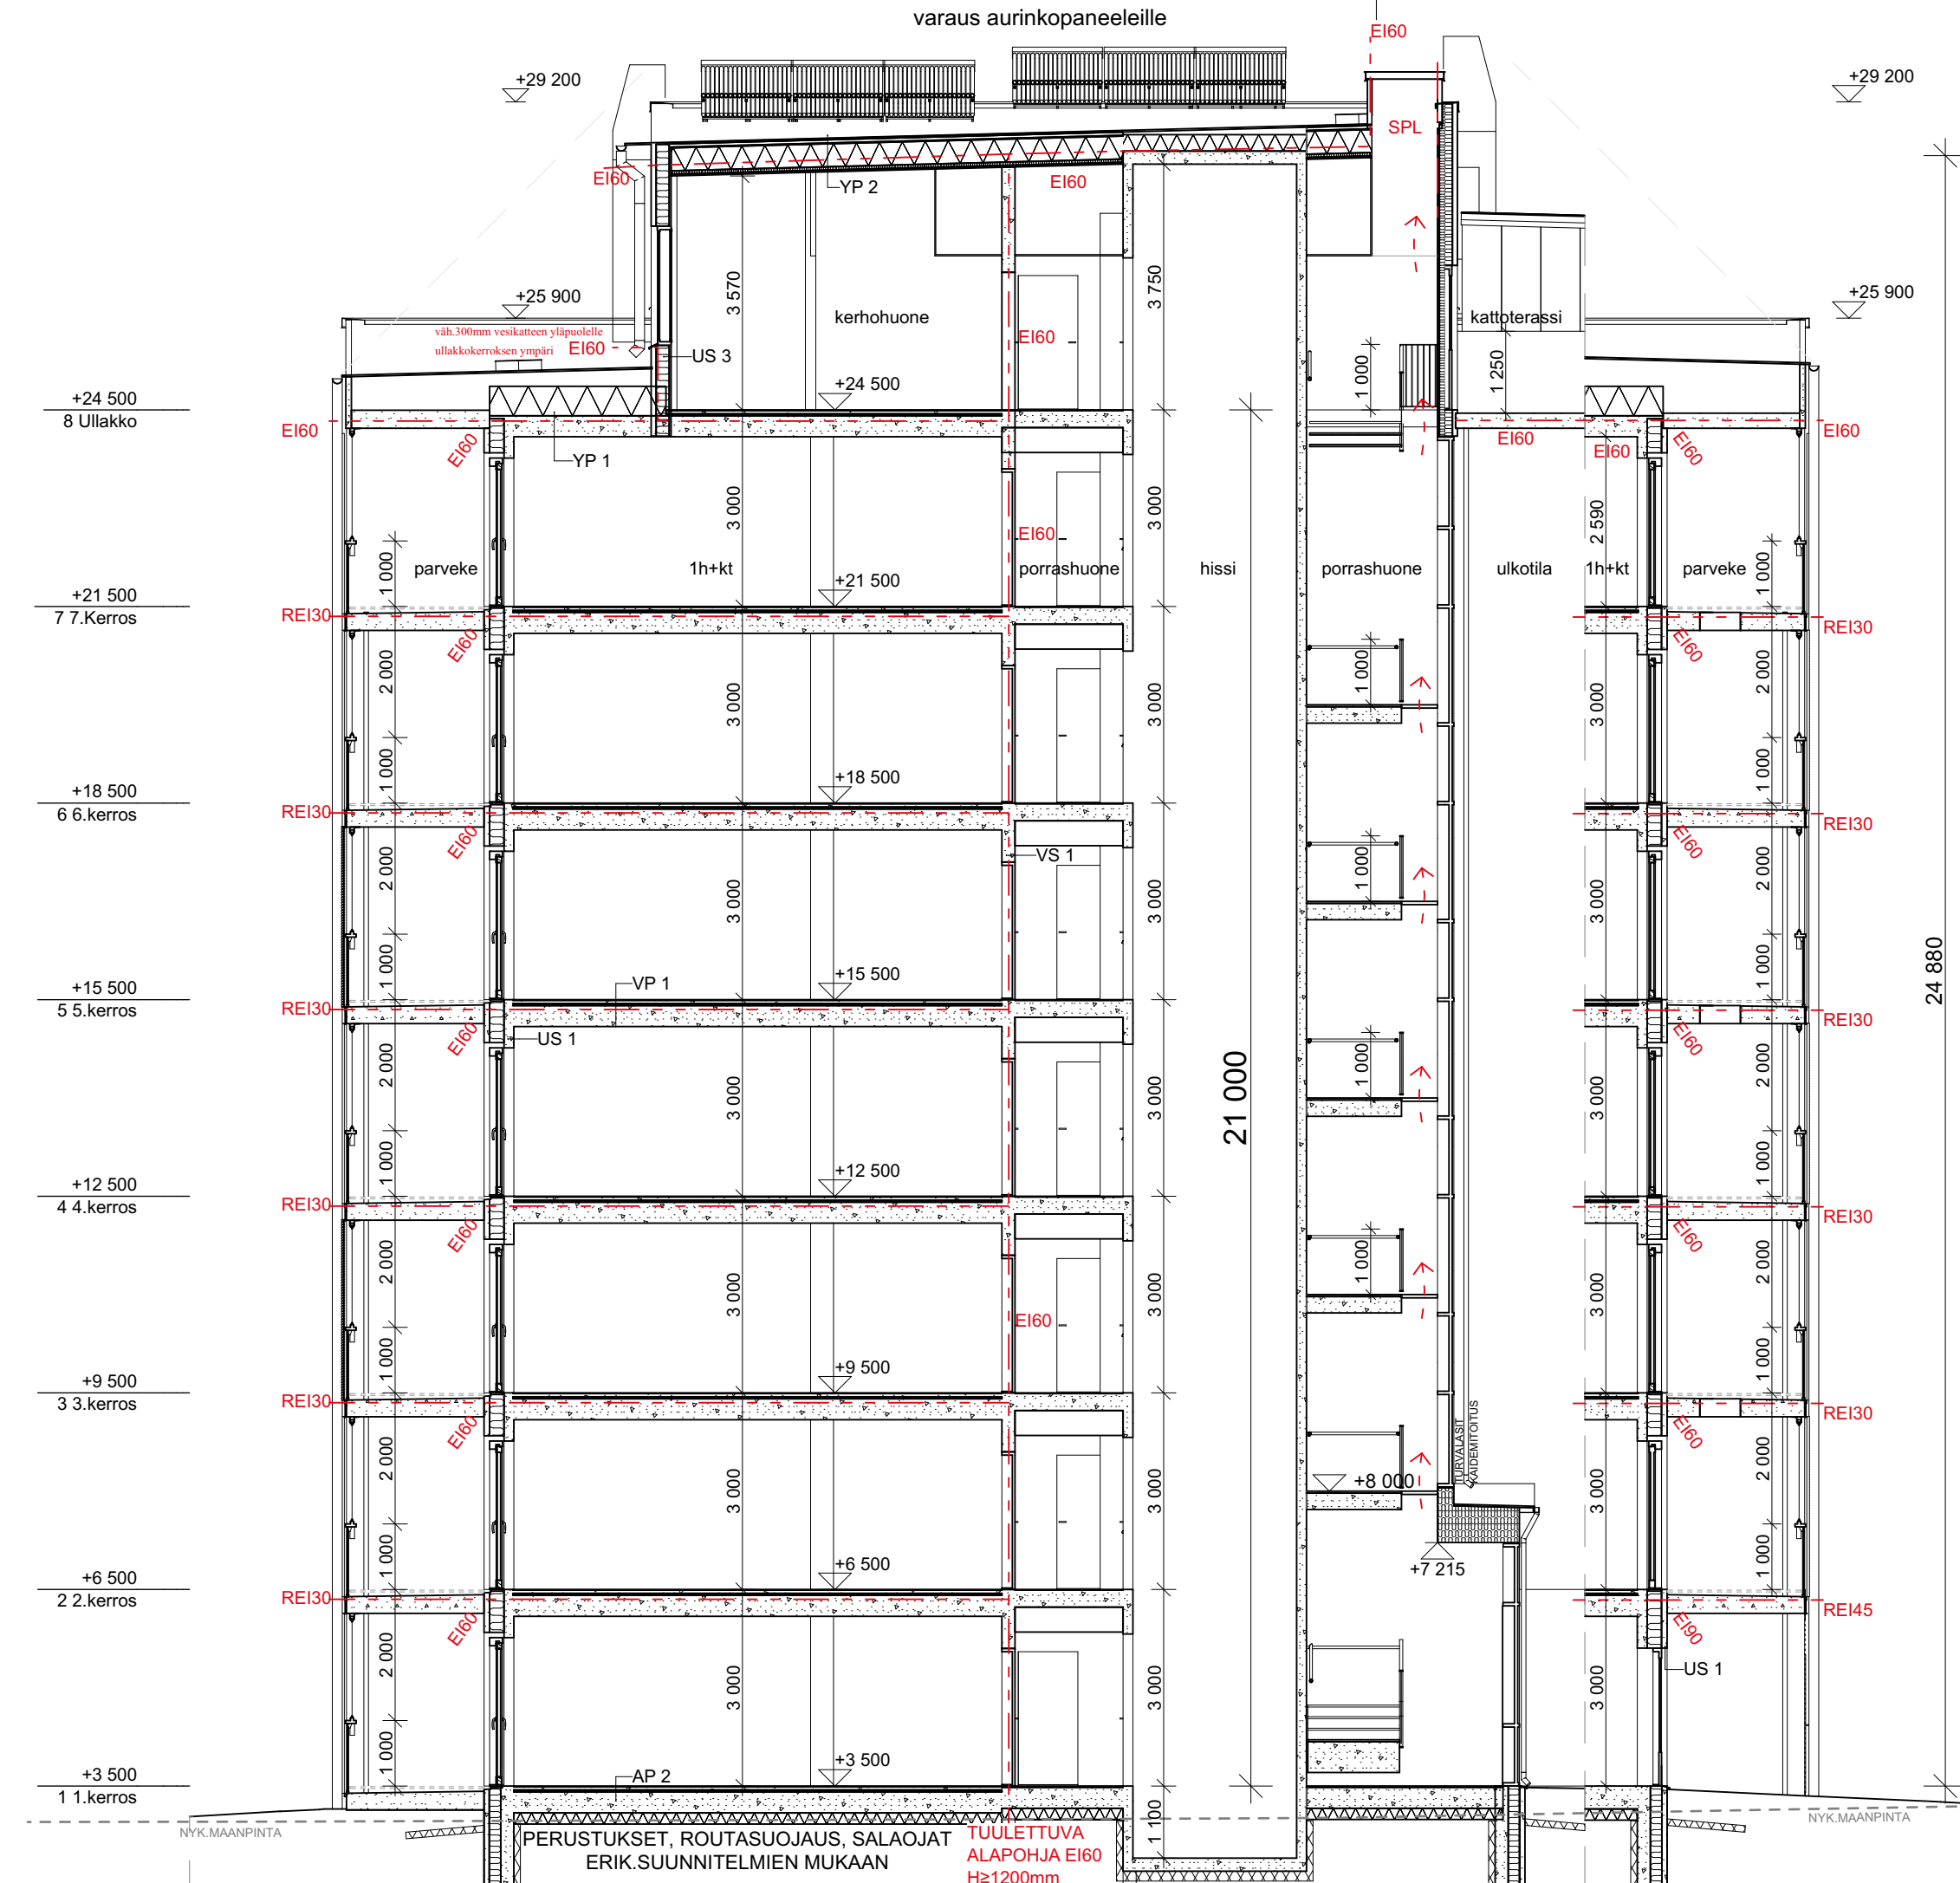 varaus aurinkopaneeleille
EI60
+29 200
+29 200
SPL
EI60
YP 2
EI60
3 570
3 750
+25 900
+25 900
väh.300mm vesikatteen yläpuolelle
ullakkokerroksen ympäri
EI60
US 3
kerhohuone
EI60
kattoterassi
1 000
1 250
+24 500
8 Ullakko
+24 500
EI60
EI60
YP 1
EI60
EI60
EI60
EI60
3 000
EI60
3 000
2 590
1 000
parveke
1h+kt
porrashuone
hissi
porrashuone
ulkotila
1h+kt
parveke
1 000
+21 500
7 7.Kerros
+21 500
REI30
EI60
EI60
REI30
2 000
3 000
3 000
1 000
3 000
2 000
1 000
1 000
+18 500
6 6.kerros
+18 500
REI30
EI60
VS 1
EI60
REI30
2 000
3 000
3 000
1 000
3 000
2 000
1 000
1 000
24 880
+15 500
5 5.kerros
VP 1
+15 500
REI30
EI60
US 1
EI60
REI30
2 000
3 000
3 000
21 000
1 000
3 000
2 000
1 000
1 000
+12 500
4 4.kerros
+12 500
REI30
EI60
EI60
REI30
2 000
3 000
EI60
3 000
1 000
3 000
2 000
1 000
1 000
+9 500
3 3.kerros
+9 500
REI30
EI60
EI60
REI30
TURVALASIT
KAIDEMITOITUS
2 000
3 000
3 000
+8 000
3 000
2 000
1 000
1 000
+6 500
2 2.kerros
+6 500
+7 215
REI30
EI60
EI90
REI45
2 000
3 000
3 000
3 000
US 1
1 000
+3 500
1 1.kerros
AP 2
+3 500
1 100
NYK.MAANPINTA
NYK.MAANPINTA
PERUSTUKSET, ROUTASUOJAUS, SALAOJAT
ERIK.SUUNNITELMIEN MUKAAN
TUULETTUVA
ALAPOHJA EI60
H≥1200mm